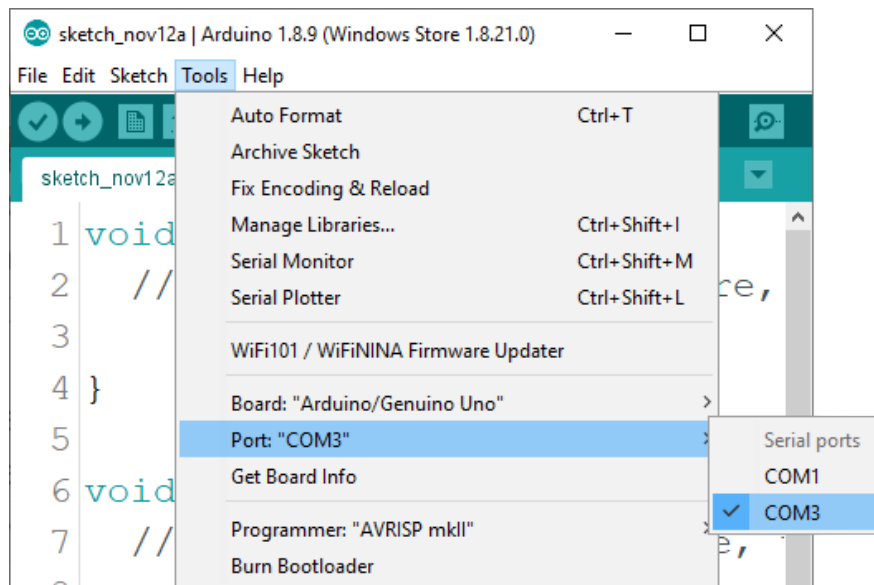 sketch_nov12a | Arduino 1.8.9 (Windows Store 1.8.21.0)
File Edit Sketch Tools Help
Auto Format Ctrl+T
Archive Sketch
sketch_nov12a
Fix Encoding & Reload
1 void
Manage Libraries... Ctrl+Shift+I
Serial Monitor Ctrl+Shift+M
2 //
Serial Plotter Ctrl+Shift+L
3
WiFi101 / WiFiNINA Firmware Updater
4 }
Board: "Arduino/Genuino Uno"
5
Port: "COM3"
Serial ports
Get Board Info
COM1
6 void
COM3
7 //
Programmer: "AVRISP mkII"
Burn Bootloader